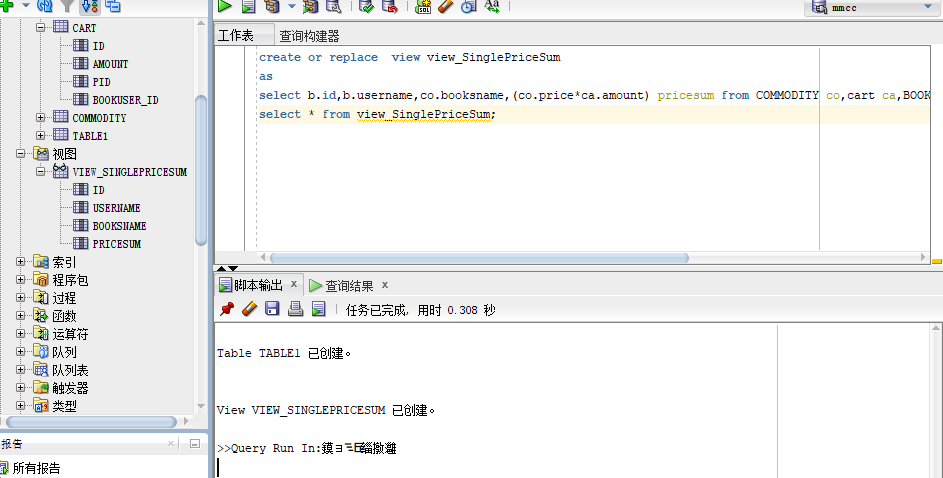 mmcc
CART
ID
AMOUNT
PID
BOOKUSER_ID
COMMODITY
TABLE1
视图
VIEW_SINGLEPRICESUM
ID
USERNAME
BOOKSNAME
PRICESUM
索引
程序包
过程
函数
运算符
队列
队列表
触发器
类型
报告
所有报告
工作表 查询构建器
create or replace  view view_SinglePriceSum
as
select b.id,b.username,co.booksname,(co.price*ca.amount) pricesum from COMMODITY co,cart ca,BOOK
select * from view_SinglePriceSum;
脚本输出 x 查询结果 x
任务已完成, 用时 0.308 秒
Table TABLE1 已创建。
View VIEW_SINGLEPRICESUM 已创建。
>>Query Run In: